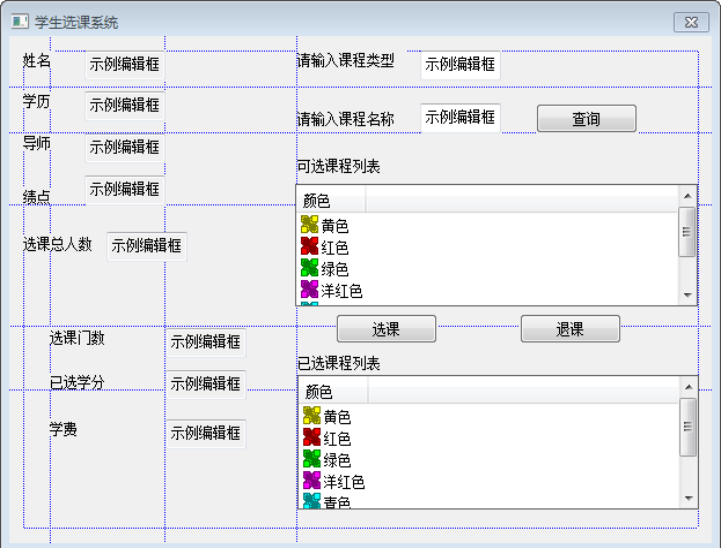 学生选课系统
姓名 示例编辑框
学历 示例编辑框
导师 示例编辑框
绩点 示例编辑框
选课总人数 示例编辑框
选课门数 示例编辑框
已选学分 示例编辑框
学费 示例编辑框
请输入课程类型 示例编辑框
请输入课程名称 示例编辑框 查询
可选课程列表
颜色
黄色
红色
绿色
洋红色
选课 退课
已选课程列表
颜色
黄色
红色
绿色
洋红色
青色